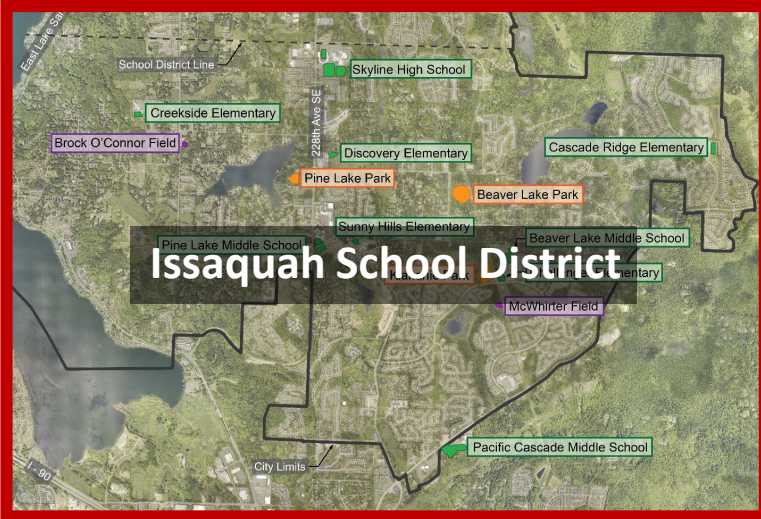 East Lake Sa
School District Line
Skyline High School
Creekside Elementary
228th Ave SE
Brock O'Connor Field
Discovery Elementary
Cascade Ridge Elementary
Pine Lake Park
Beaver Lake Park
Sunny Hills Elementary
Pine Lake Middle School
Beaver Lake Middle School
Issaquah School District
Elementary
McWhirter Field
Pacific Cascade Middle School
City Limits
I - 90